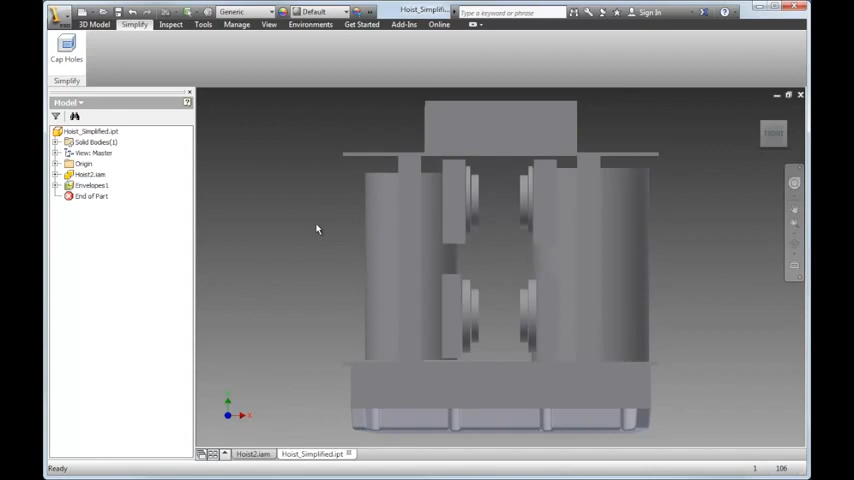 Generic
Default
Hoist_Simplifi...
Type a keyword or phrase
Sign In
3D Model
Simplify
Inspect
Tools
Manage
View
Environments
Get Started
Add-Ins
Online
Cap Holes
Simplify
Model
Hoist_Simplified.ipt
Solid Bodies(1)
View: Master
Origin
Hoist2.iam
Envelopes1
End of Part
FRONT
X
Hoist2.iam
Hoist_Simplified.ipt
Ready
1
106